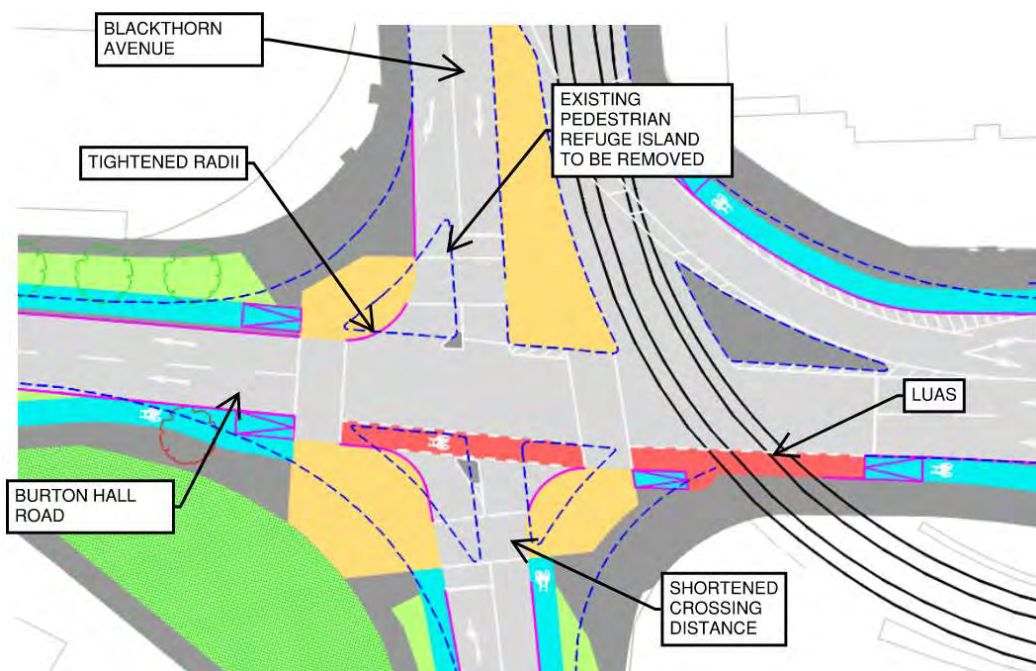 BLACKTHORN
AVENUE
EXISTING
PEDESTRIAN
REFUGE ISLAND
TO BE REMOVED
TIGHTENED RADII
LUAS
BURTON HALL
ROAD
SHORTENED
CROSSING
DISTANCE